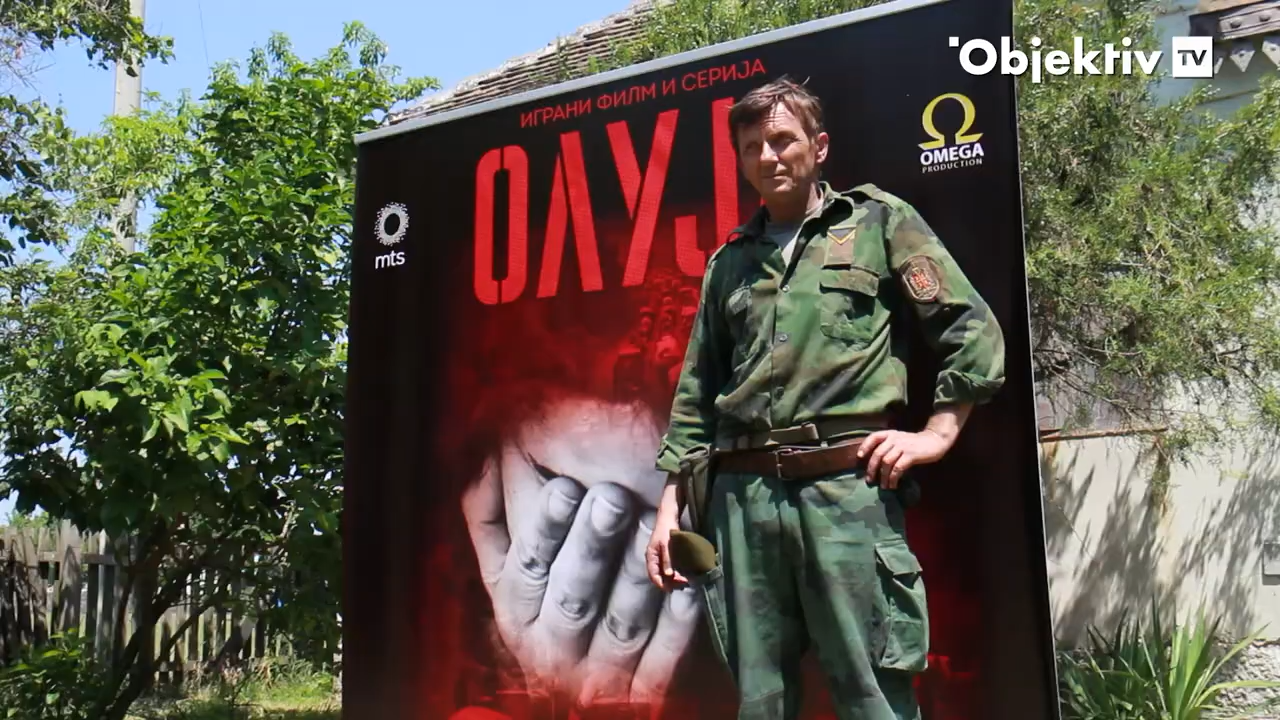 Objektiv TV
ИГРАНИ ФИЛМ И СЕРИЈА
ОЛУЈ
OMEGA
PRODUCTION
mts